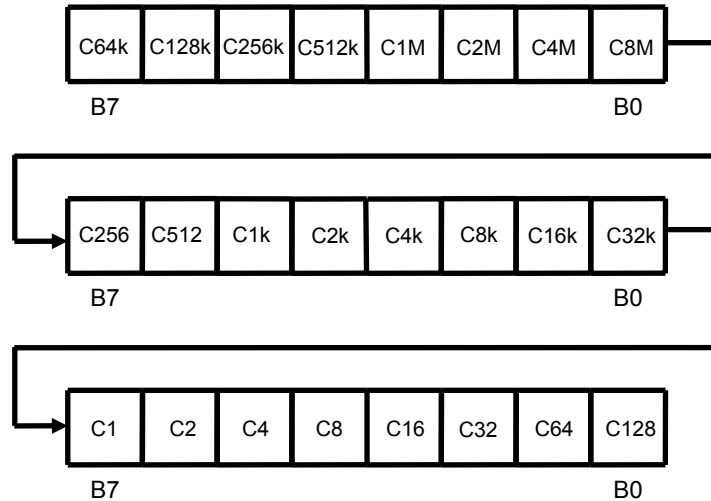 C64k C128k C256k C512k C1M C2M C4M C8M
B7 B0
C256 C512 C1k C2k C4k C8k C16k C32k
B7 B0
C1 C2 C4 C8 C16 C32 C64 C128
B7 B0